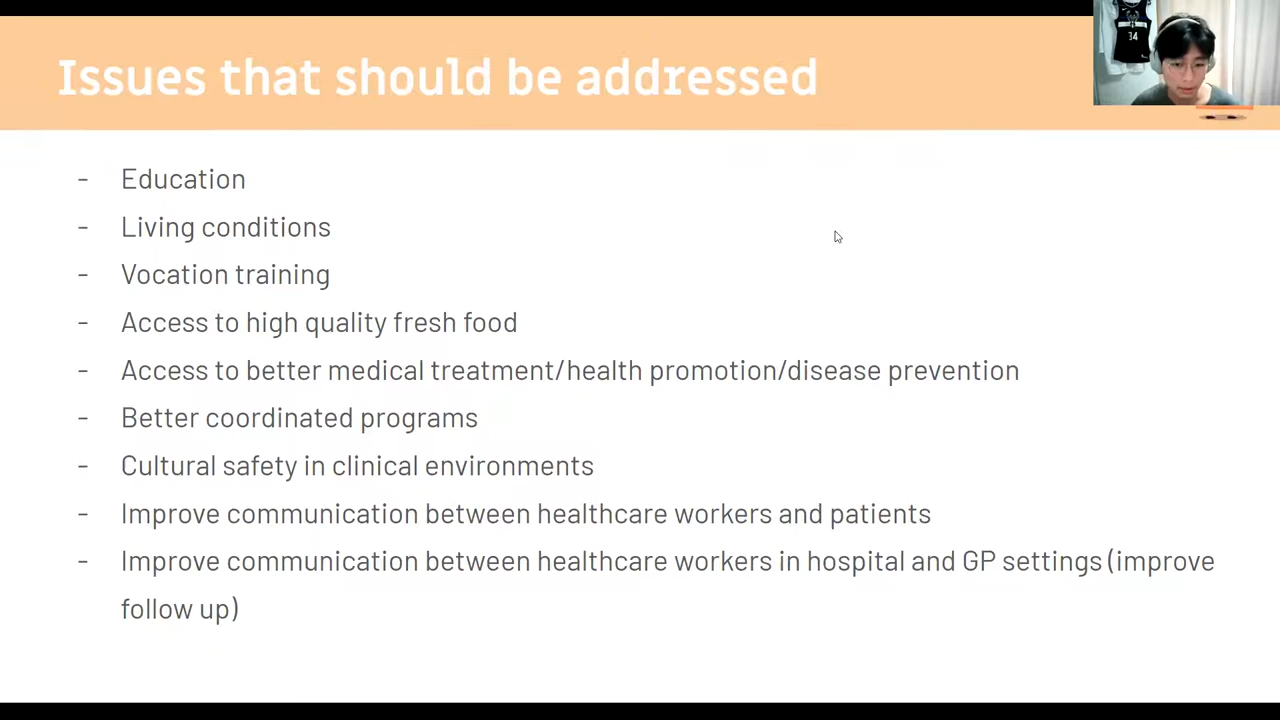 Issues that should be addressed
34
- Education
- Living conditions
- Vocation training
- Access to high quality fresh food
- Access to better medical treatment/health promotion/disease prevention
- Better coordinated programs
- Cultural safety in clinical environments
- Improve communication between healthcare workers and patients
- Improve communication between healthcare workers in hospital and GP settings (improve
follow up)